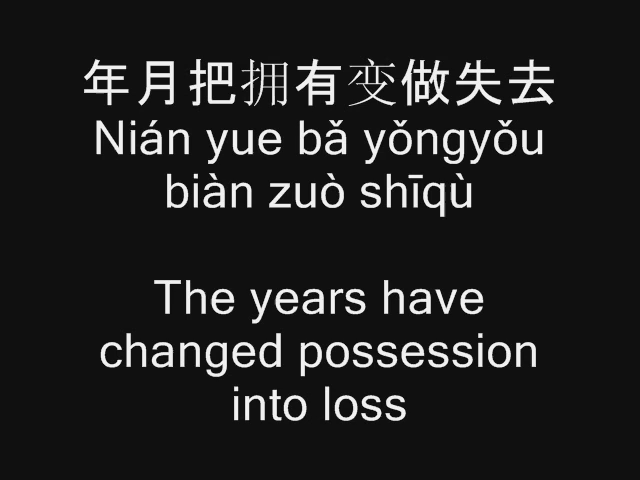 年月把拥有变做失去
Nián yue bǎ yǒngyǒu
biàn zuò shīqù
The years have
changed possession
into loss